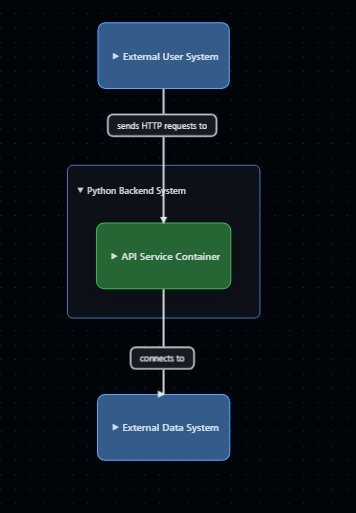 ▶ External User System
sends HTTP requests to
▼ Python Backend System
▶ API Service Container
connects to
▶ External Data System